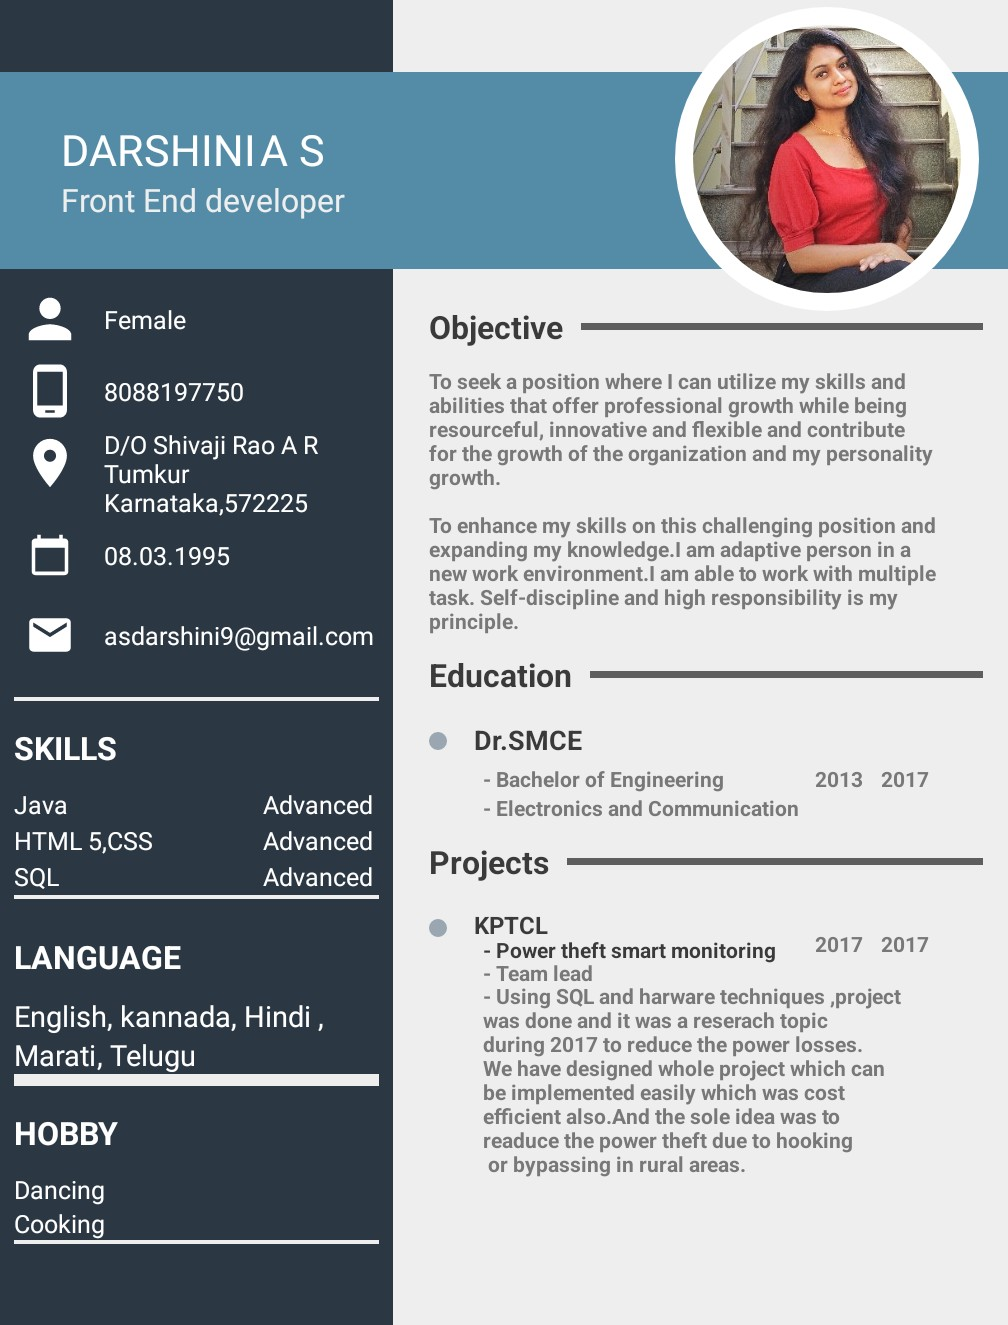 DARSHINI A S
Front End developer
Female
8088197750
D/O Shivaji Rao A R
Tumkur
Karnataka,572225
08.03.1995
asdarshini9@gmail.com
SKILLS
Java Advanced
HTML 5,CSS Advanced
SQL Advanced
LANGUAGE
English, kannada, Hindi ,
Marati, Telugu
HOBBY
Dancing
Cooking
Objective
To seek a position where I can utilize my skills and
abilities that offer professional growth while being
resourceful, innovative and flexible and contribute
for the growth of the organization and my personality
growth.
To enhance my skills on this challenging position and
expanding my knowledge.I am adaptive person in a
new work environment.I am able to work with multiple
task. Self-discipline and high responsibility is my
principle.
Education
Dr.SMCE
- Bachelor of Engineering 2013 2017
- Electronics and Communication
Projects
KPTCL
- Power theft smart monitoring 2017 2017
- Team lead
- Using SQL and harware techniques ,project
was done and it was a reserach topic
during 2017 to reduce the power losses.
We have designed whole project which can
be implemented easily which was cost
efficient also.And the sole idea was to
readuce the power theft due to hooking
or bypassing in rural areas.